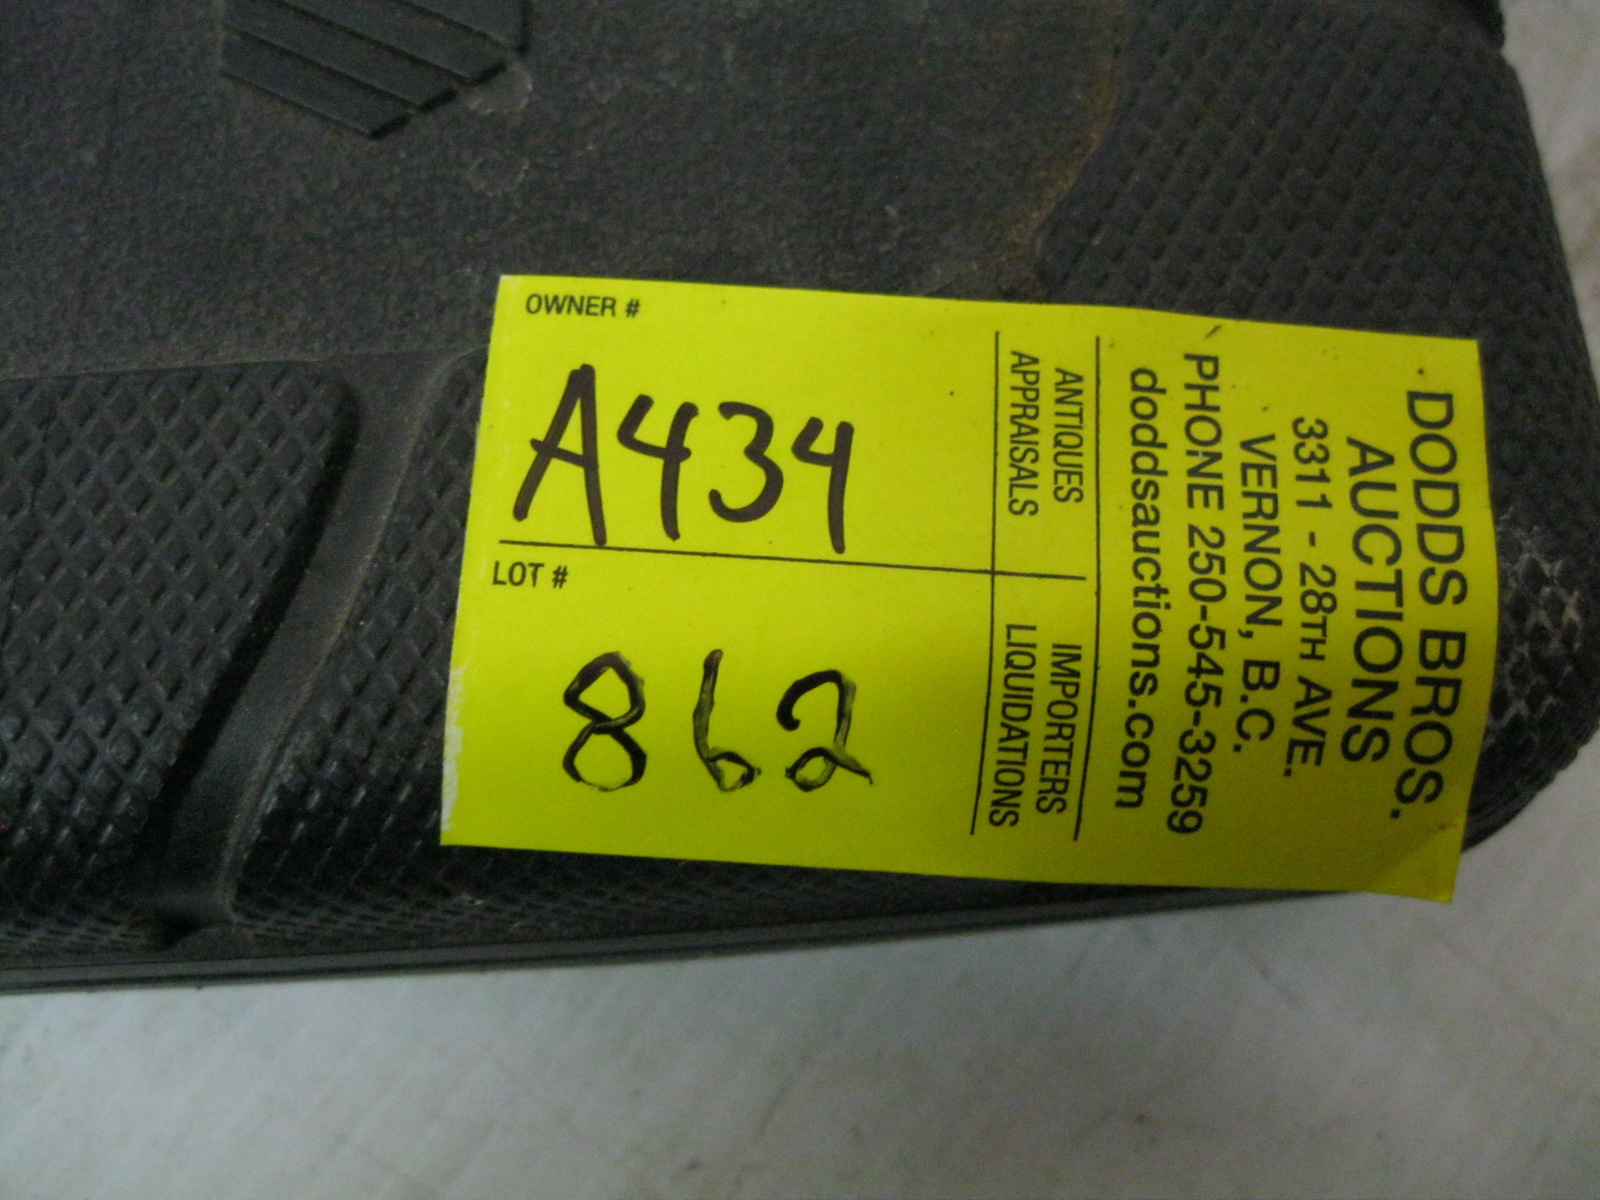 OWNER #
A434
LOT #
862
ANTIQUES
APPRAISALS
IMPORTERS
LIQUIDATIONS
DODDS BROS.
AUCTIONS
3311 - 28TH AVE.
VERNON, B.C.
PHONE 250-545-3259
doddsauctions.com